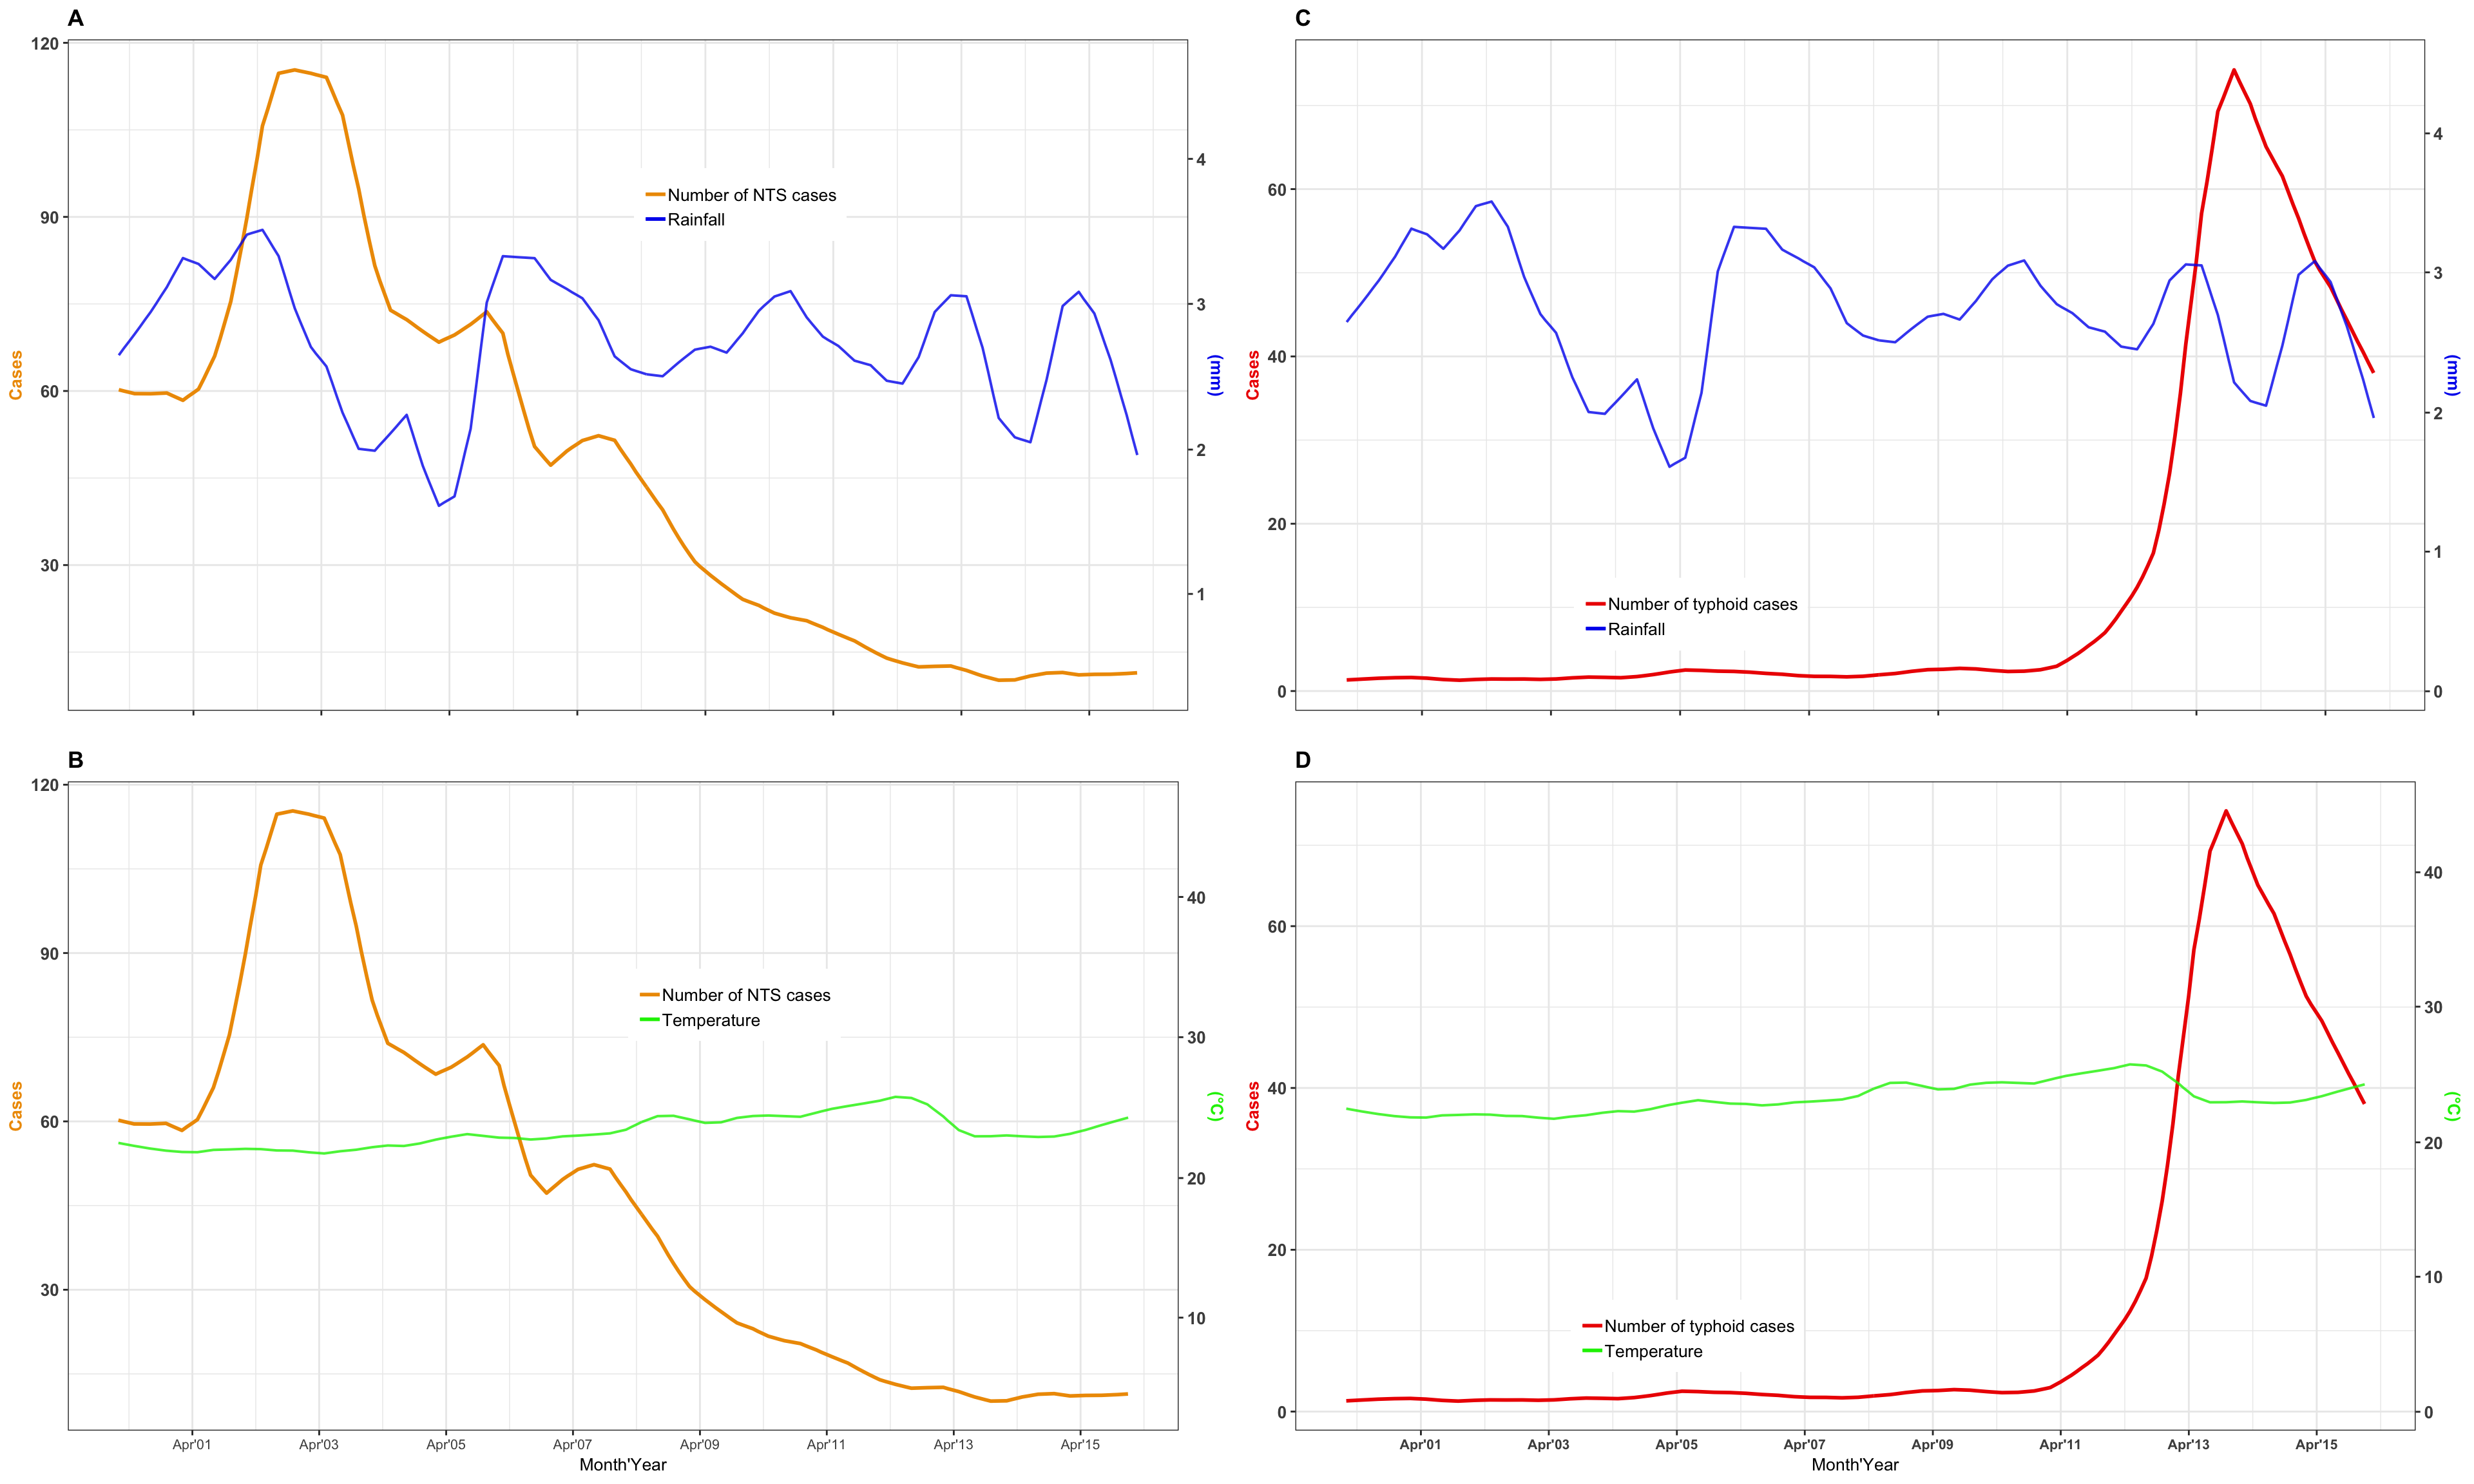 A
120
90
60
30
Cases
4
3
2
1
(mm)
Number of NTS cases
Rainfall
C
60
40
20
0
Cases
4
3
2
1
0
(mm)
Number of typhoid cases
Rainfall
B
120
90
60
30
Cases
40
30
20
10
(°C)
Number of NTS cases
Temperature
Apr'01 Apr'03 Apr'05 Apr'07 Apr'09 Apr'11 Apr'13 Apr'15
Month'Year
D
60
40
20
0
Cases
40
30
20
10
0
(°C)
Number of typhoid cases
Temperature
Apr'01 Apr'03 Apr'05 Apr'07 Apr'09 Apr'11 Apr'13 Apr'15
Month'Year